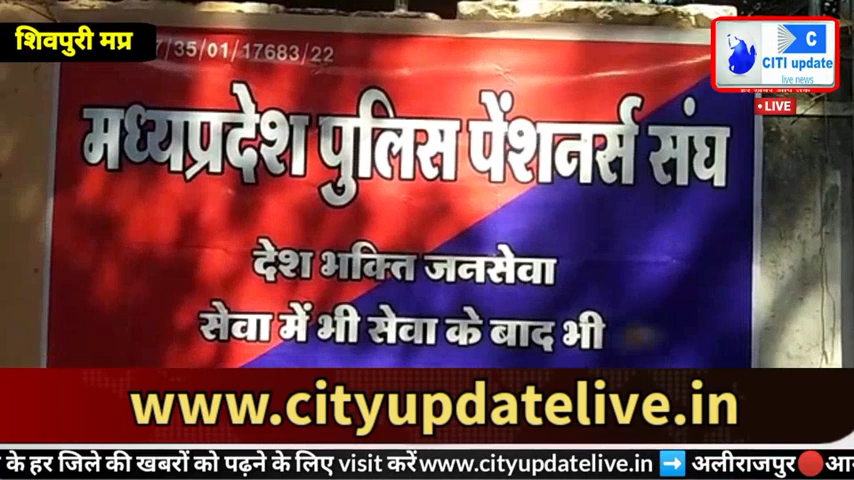 शिवपुरी मप्र
7/35/01/17683/22
C
CITI update
live news
LIVE
मध्यप्रदेश पुलिस पेंशनर्स संघ
देश भक्ति जनसेवा
सेवा में भी सेवा के बाद भी
www.cityupdatelive.in
के हर जिले की खबरों को पढ़ने के लिए visit करें www.cityupdatelive.in ➡ अलीराजपुर🔴आ